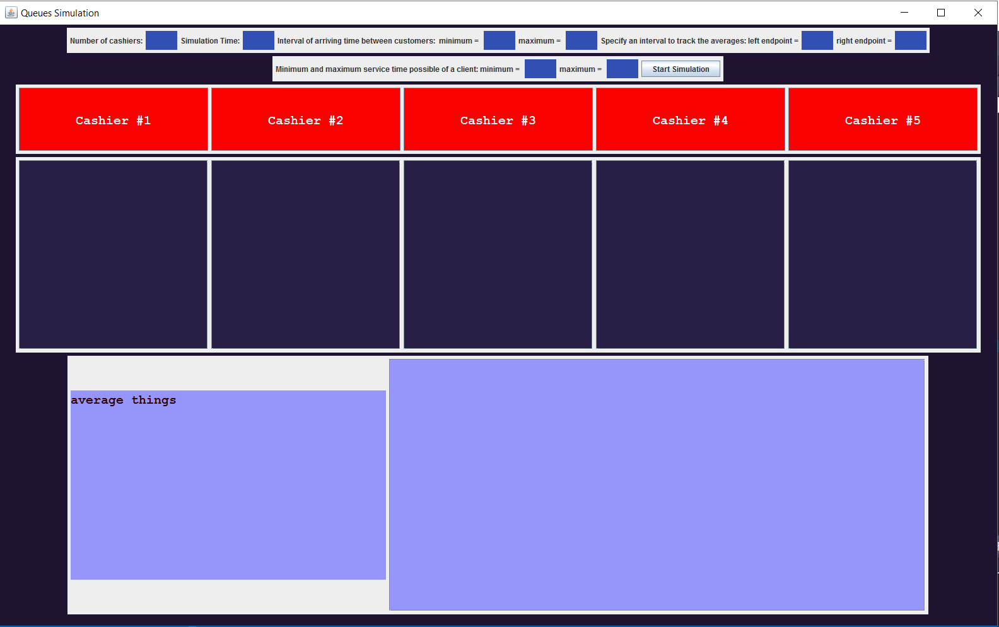 Queues Simulation
Number of cashiers: Simulation Time: Interval of arriving time between customers: minimum = maximum = Specify an interval to track the averages: left endpoint = right endpoint =
Minimum and maximum service time possible of a client: minimum = maximum = Start Simulation
Cashier #1 Cashier #2 Cashier #3 Cashier #4 Cashier #5
average things